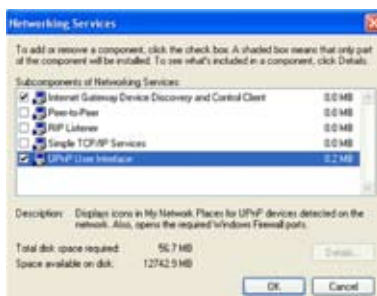 Networking Services
To add or remove a component, click the check box. A shaded box means that only part
of the component will be installed. To see what's included in a component, click Details.
Subcomponents of Networking Services:
Internet Gateway Device Discovery and Control Client 0.0 MB
Peer-to-Peer 0.0 MB
RIP Listener 0.0 MB
Simple TCP/IP Services 0.0 MB
UPnP User Interface 0.2 MB
Description: Displays icons in My Network Places for UPnP devices detected on the
network. Also, opens the required Windows Firewall ports.
Total disk space required: 56.7 MB
Details...
Space available on disk: 12742.9 MB
OK Cancel